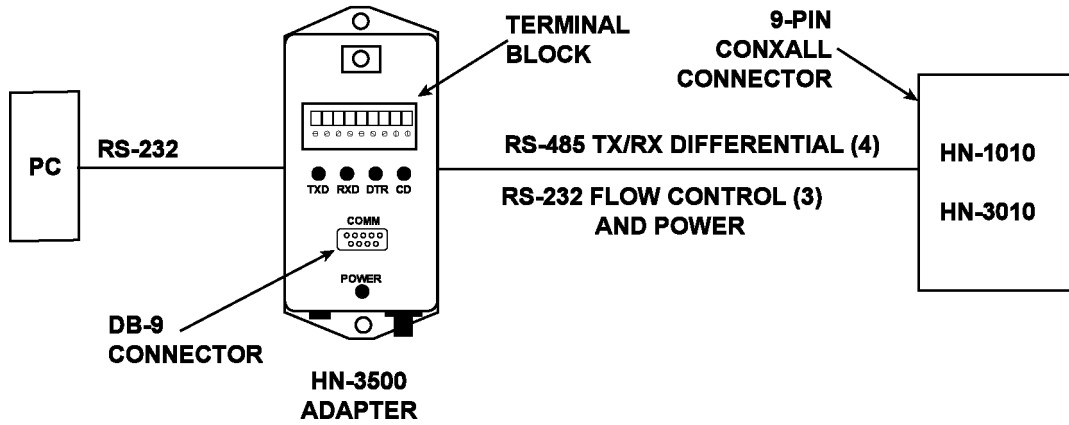 TERMINAL
BLOCK
9-PIN
CONXALL
CONNECTOR
PC
RS-232
TXD RXD DTR CD
COMM
POWER
RS-485 TX/RX DIFFERENTIAL (4)
RS-232 FLOW CONTROL (3)
AND POWER
HN-1010
HN-3010
DB-9
CONNECTOR
HN-3500
ADAPTER